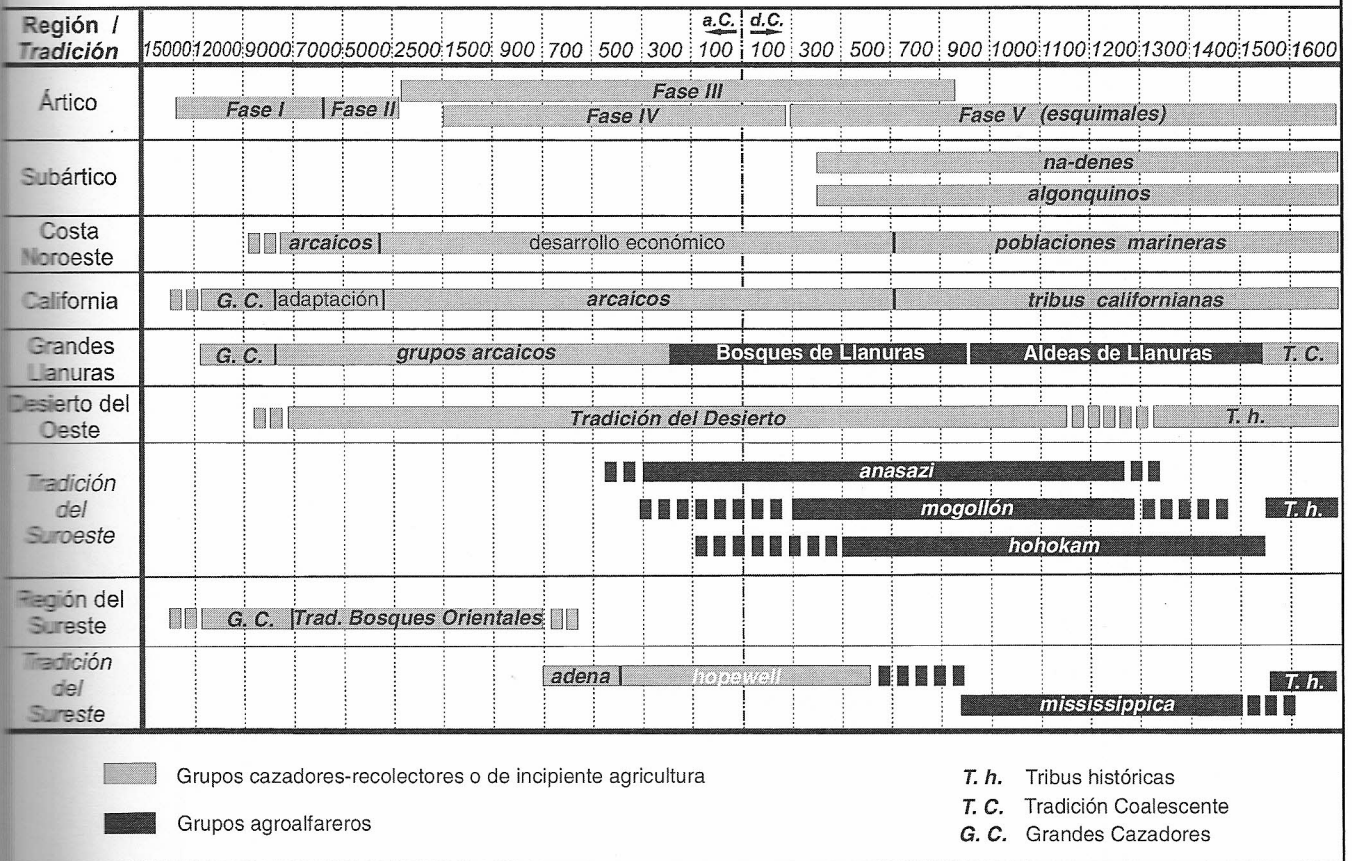 Región / a.C. d.C.
Tradición 15000 12000 9000 7000 5000 2500 1500 900 700 500 300 100 100 300 500 700 900 1000 1100 1200 1300 1400 1500 1600
Ártico
Fase I Fase II
Fase III
Fase IV
Fase V (esquimales)
Subártico
na-denes
algonquinos
Costa
Noroeste
arcaicos desarrollo económico poblaciones marineras
California
G. C. adaptación arcaicos tribus californianas
Grandes
Llanuras
G. C. grupos arcaicos Bosques de Llanuras Aldeas de Llanuras T. C.
Desierto del
Oeste
Tradición del Desierto T. h.
Tradición
del
Suroeste
anasazi
mogollón T. h.
hohokam
Región del
Sureste
G. C. Trad. Bosques Orientales
Tradición
del
Sureste
adena hopewell T. h.
mississippica
Grupos cazadores-recolectores o de incipiente agricultura
Grupos agroalfareros
T. h. Tribus históricas
T. C. Tradición Coalescente
G. C. Grandes Cazadores